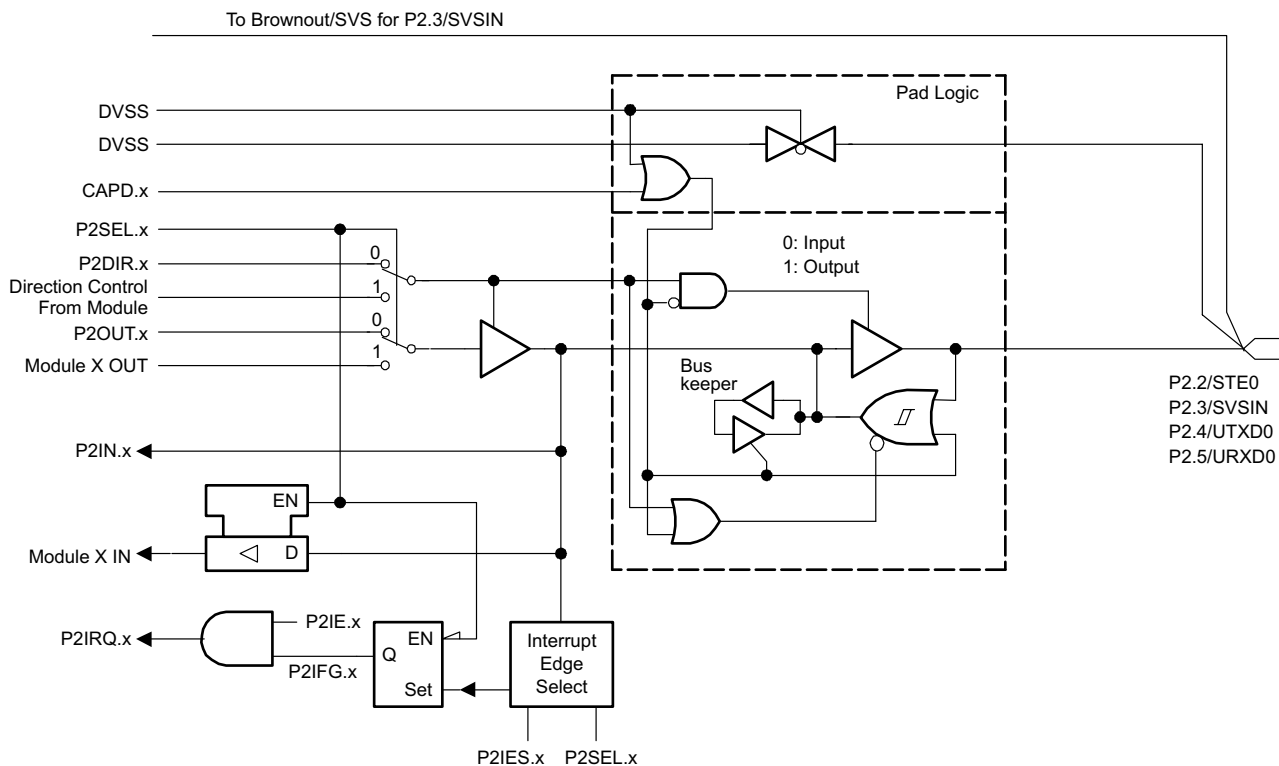 To Brownout/SVS for P2.3/SVSIN
Pad Logic
DVSS
DVSS
CAPD.x
P2SEL.x
0
P2DIR.x
1
Direction Control
From Module
0
P2OUT.x
1
Module X OUT
0: Input
1: Output
Bus
keeper
P2.2/STE0
P2.3/SVSIN
P2.4/UTXD0
P2.5/URXD0
P2IN.x
EN
D
Module X IN
P2IE.x
P2IRQ.x
P2IFG.x
EN
Q
Set
Interrupt
Edge
Select
P2IES.x
P2SEL.x